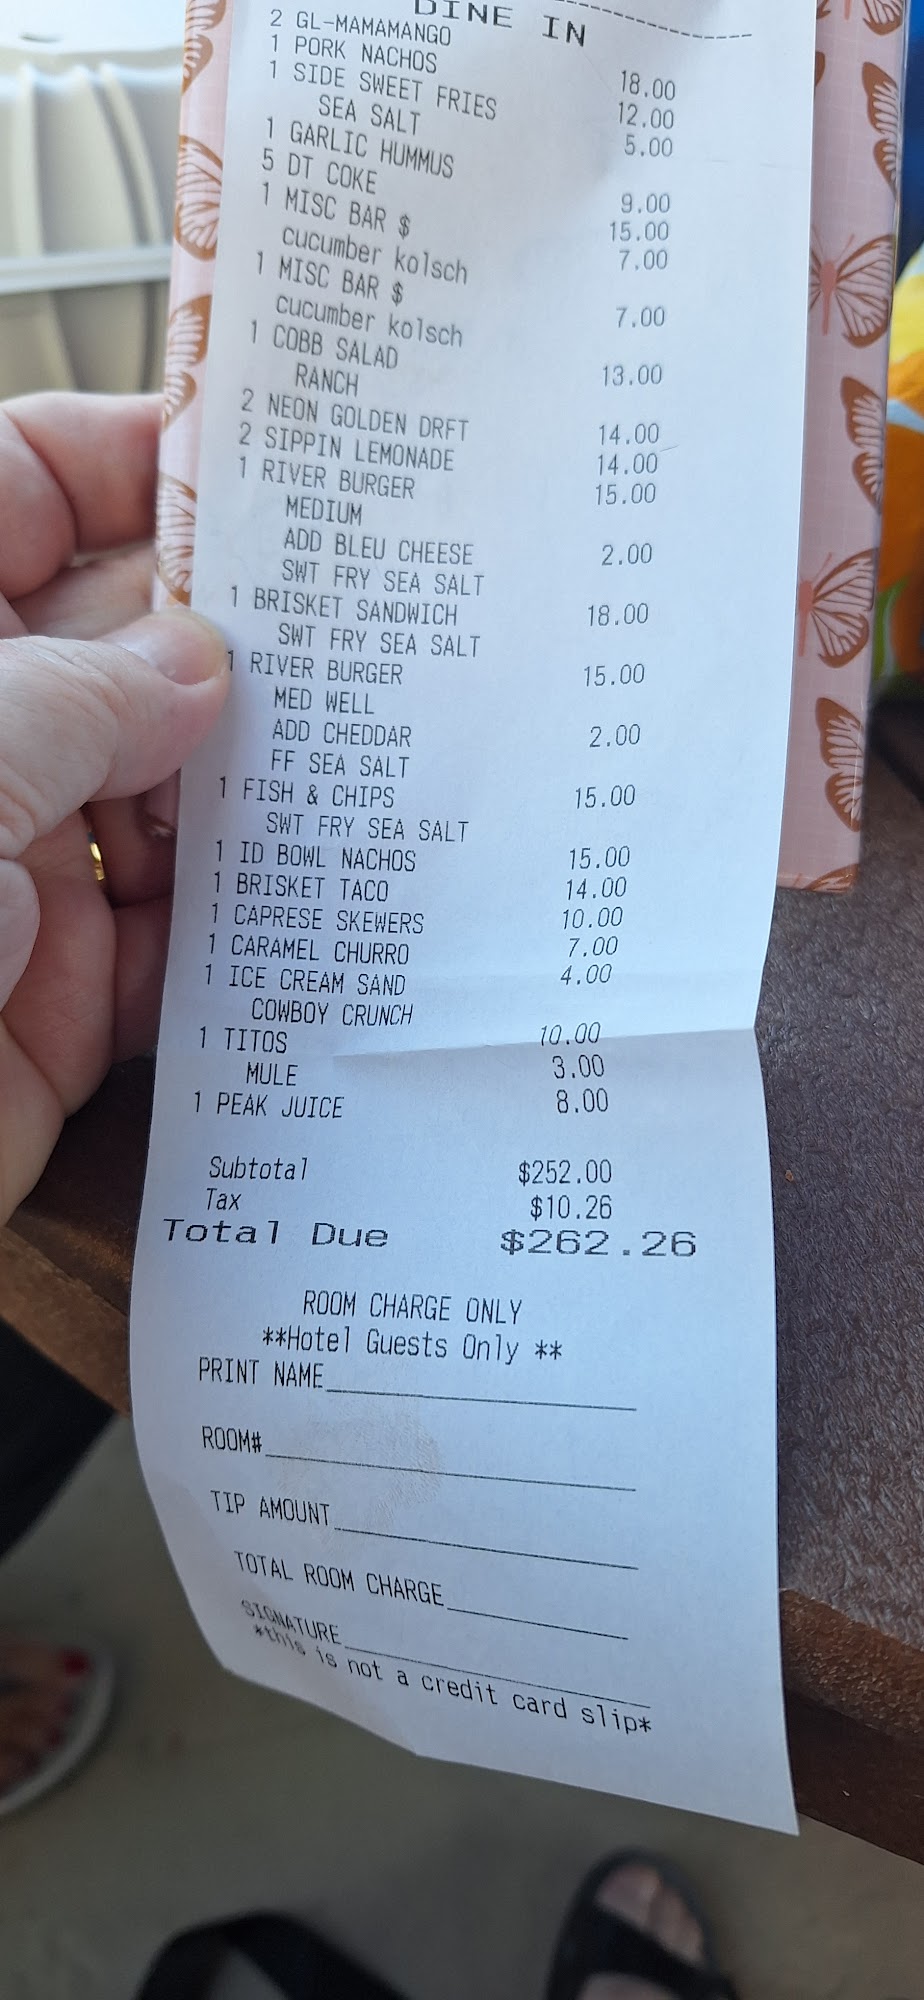 DINE IN
2 GL-MAMAMANGO 18.00
1 PORK NACHOS 12.00
1 SIDE SWEET FRIES 5.00
SEA SALT
1 GARLIC HUMMUS 9.00
5 DT COKE 15.00
1 MISC BAR $ 7.00
cucumber kolsch
1 MISC BAR $ 7.00
cucumber kolsch
1 COBB SALAD 13.00
RANCH
2 NEON GOLDEN DRFT 14.00
2 SIPPIN LEMONADE 14.00
1 RIVER BURGER 15.00
MEDIUM
ADD BLEU CHEESE 2.00
SWT FRY SEA SALT
1 BRISKET SANDWICH 18.00
SWT FRY SEA SALT
1 RIVER BURGER 15.00
MED WELL
ADD CHEDDAR 2.00
FF SEA SALT
1 FISH & CHIPS 15.00
SWT FRY SEA SALT
1 ID BOWL NACHOS 15.00
1 BRISKET TACO 14.00
1 CAPRESE SKEWERS 10.00
1 CARAMEL CHURRO 7.00
1 ICE CREAM SAND 4.00
COWBOY CRUNCH
1 TITOS 10.00
MULE 3.00
1 PEAK JUICE 8.00
Subtotal $252.00
Tax $10.26
Total Due $262.26
ROOM CHARGE ONLY
**Hotel Guests Only **
PRINT NAME
ROOM#
TIP AMOUNT
TOTAL ROOM CHARGE
SIGNATURE
*this is not a credit card slip*